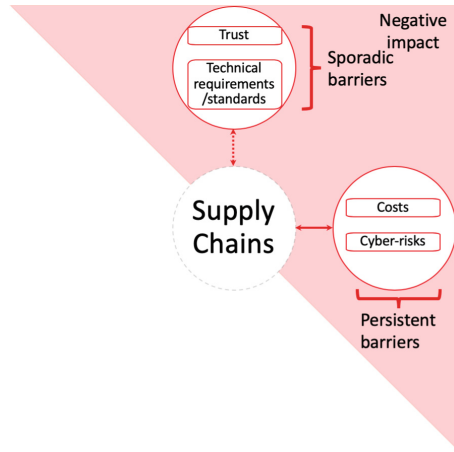 Negative
impact
Trust
Technical
requirements
/standards
Sporadic
barriers
Supply
Chains
Costs
Cyber-risks
Persistent
barriers